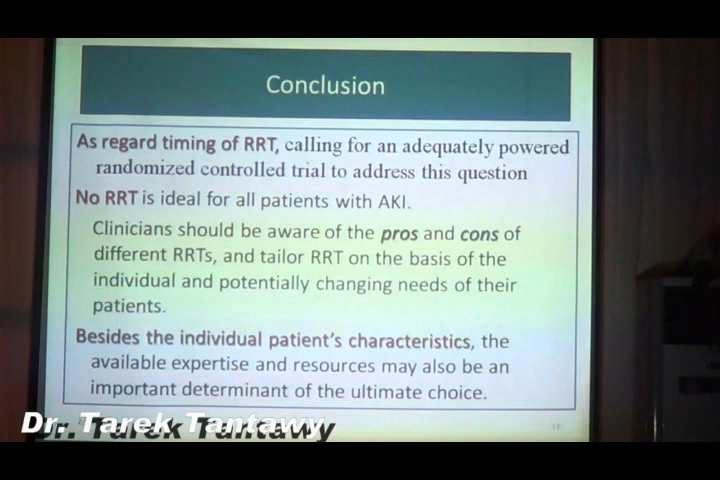 Conclusion
As regard timing of RRT, calling for an adequately powered
randomized controlled trial to address this question
No RRT is ideal for all patients with AKI.
Clinicians should be aware of the pros and cons of
different RRTs, and tailor RRT on the basis of the
individual and potentially changing needs of their
patients.
Besides the individual patient's characteristics, the
available expertise and resources may also be an
important determinant of the ultimate choice.
Dr. Tarek Tantawy
17